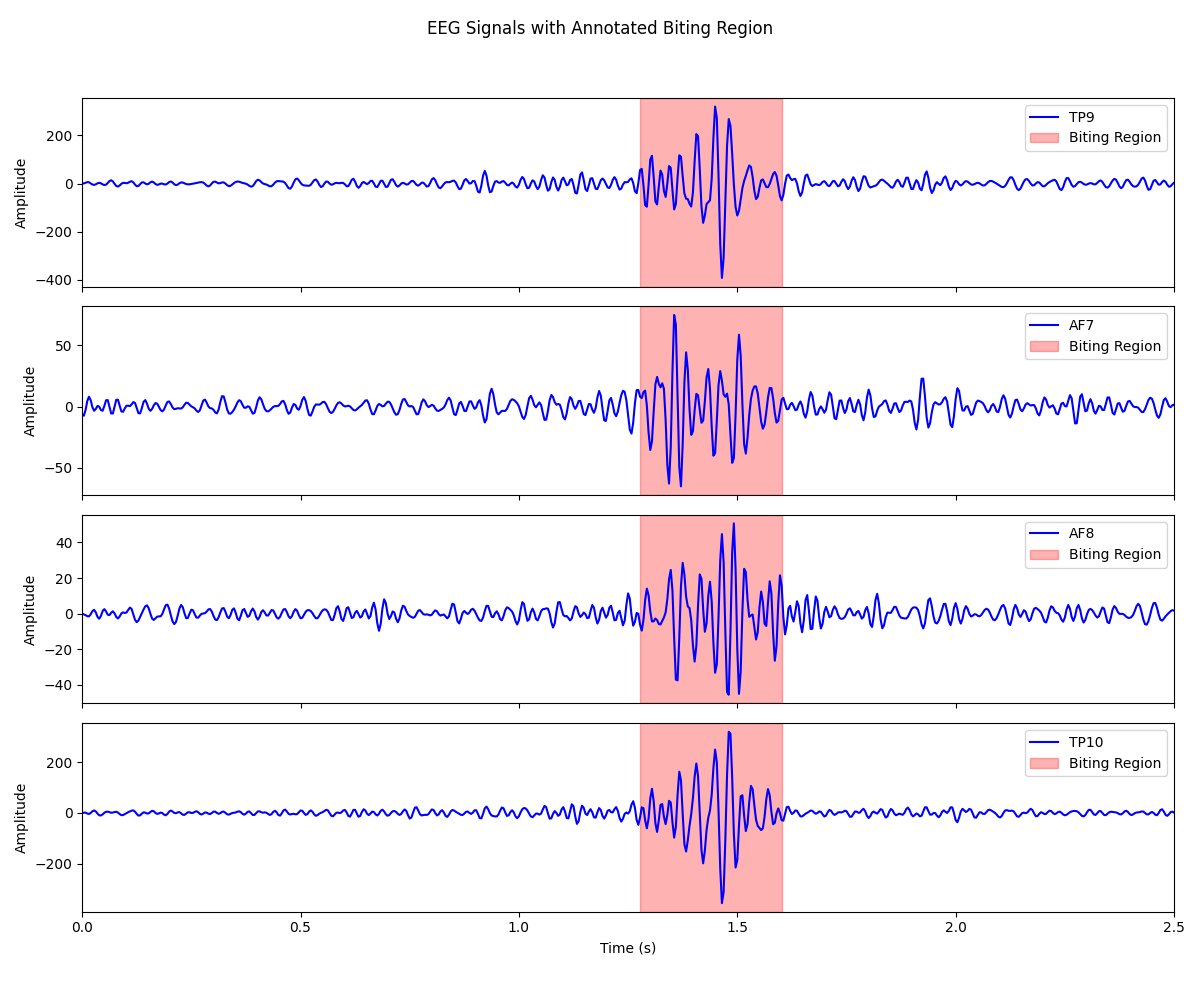 EEG Signals with Annotated Biting Region
Amplitude
200
0
−200
−400
TP9
Biting Region
Amplitude
50
0
−50
AF7
Biting Region
Amplitude
40
20
0
−20
−40
AF8
Biting Region
Amplitude
200
0
−200
TP10
Biting Region
0.0 0.5 1.0 1.5 2.0 2.5
Time (s)